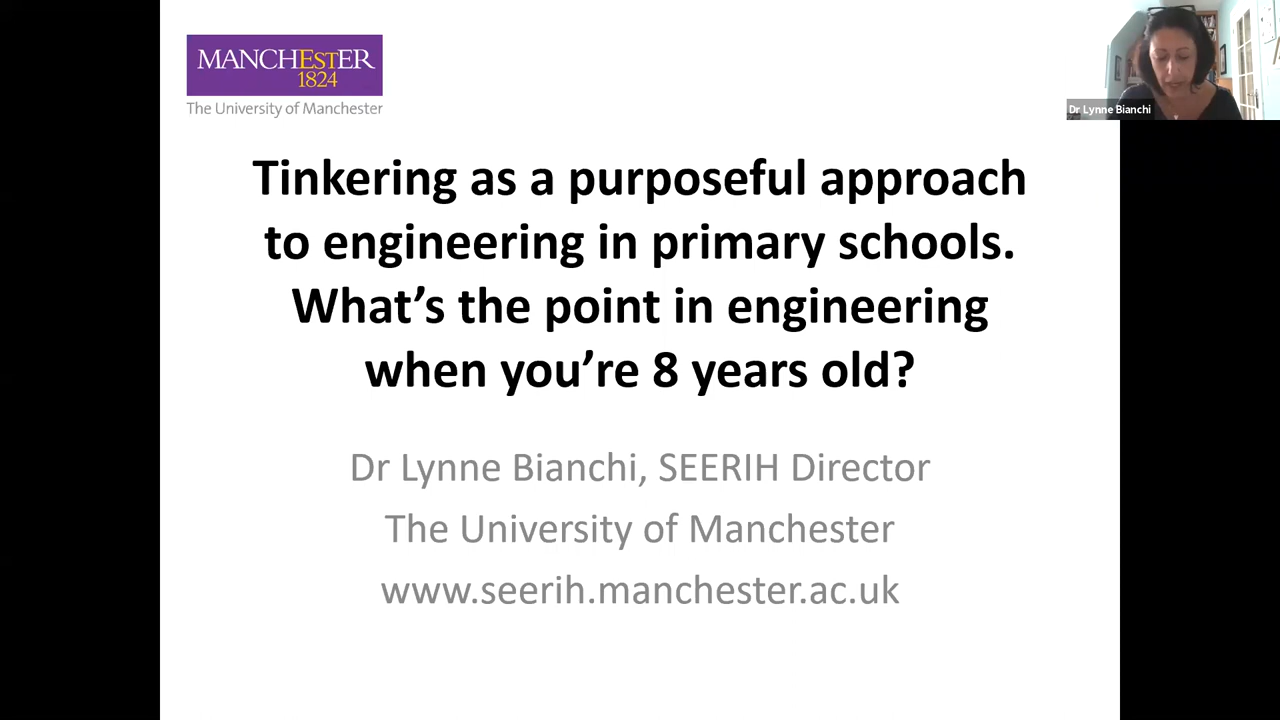 MANCHESTER
1824
The University of Manchester
Dr Lynne Bianchi
Tinkering as a purposeful approach
to engineering in primary schools.
What's the point in engineering
when you're 8 years old?
Dr Lynne Bianchi, SEERIH Director
The University of Manchester
www.seerih.manchester.ac.uk